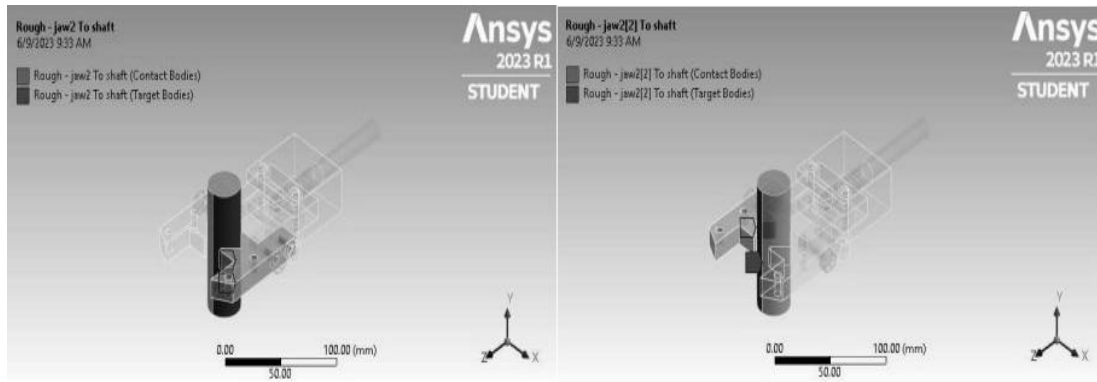 Rough - jaw2 To shaft
6/9/2023 9:33 AM
Rough - jaw2 To shaft (Contact Bodies)
Rough - jaw2 To shaft (Target Bodies)
Ansys
2023 R1
STUDENT
Y
Z
X
0.00
100.00 (mm)
50.00
Rough - jaw2[2] To shaft
6/9/2023 9:33 AM
Rough - jaw2[2] To shaft (Contact Bodies)
Rough - jaw2[2] To shaft (Target Bodies)
Ansys
2023 R1
STUDENT
Y
Z
X
0.00
100.00 (mm)
50.00